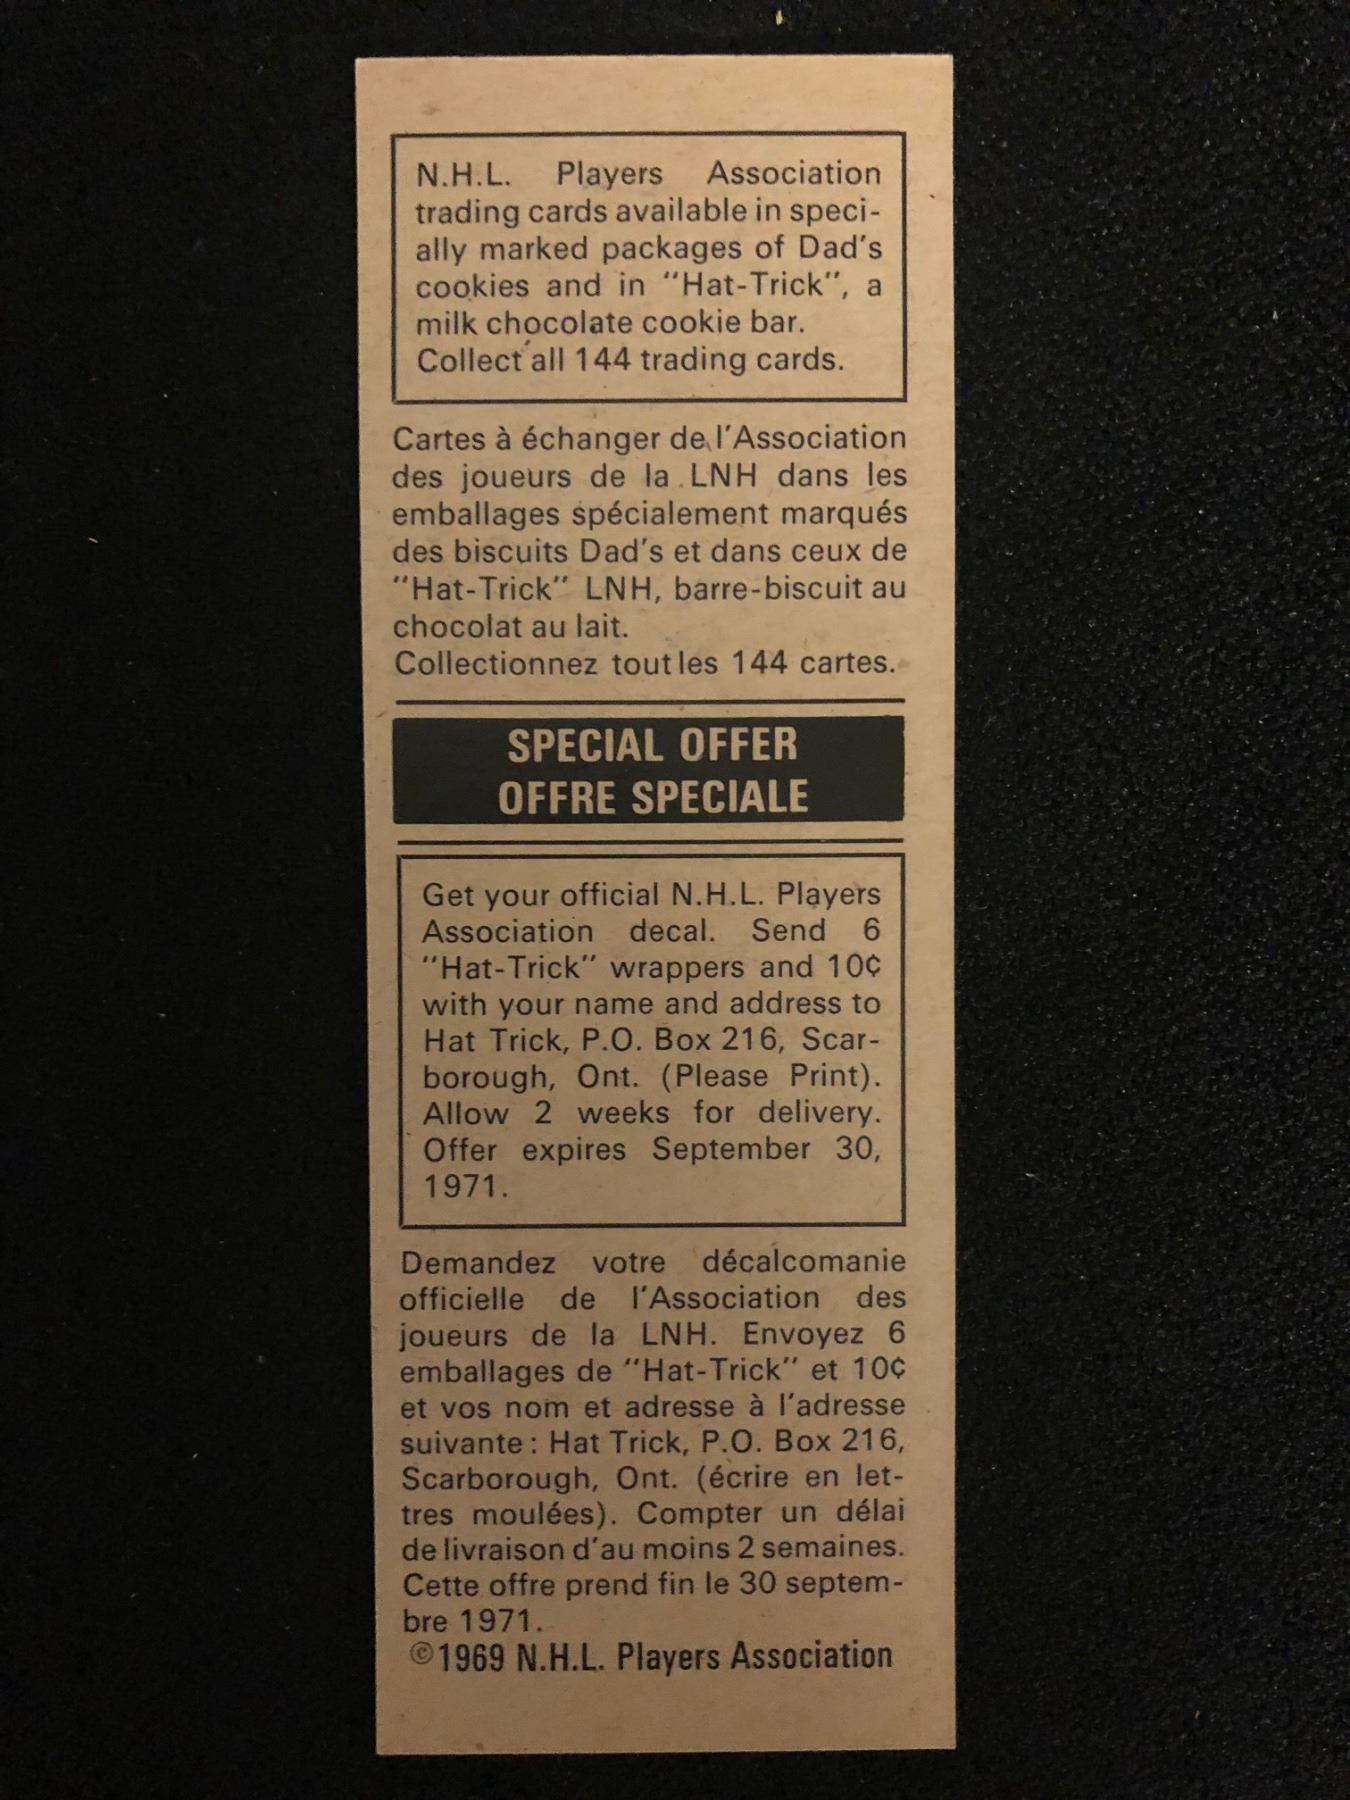 N.H.L. Players Association
trading cards available in speci-
ally marked packages of Dad's
cookies and in "Hat-Trick", a
milk chocolate cookie bar.
Collect all 144 trading cards.
Cartes à échanger de l'Association
des joueurs de la LNH dans les
emballages spécialement marqués
des biscuits Dad's et dans ceux de
"Hat-Trick" LNH, barre-biscuit au
chocolat au lait.
Collectionnez tout les 144 cartes.
SPECIAL OFFER
OFFRE SPECIALE
Get your official N.H.L. Players
Association decal. Send 6
"Hat-Trick" wrappers and 10¢
with your name and address to
Hat Trick, P.O. Box 216, Scar-
borough, Ont. (Please Print).
Allow 2 weeks for delivery.
Offer expires September 30,
1971.
Demandez votre décalcomanie
officielle de l'Association des
joueurs de la LNH. Envoyez 6
emballages de "Hat-Trick" et 10¢
et vos nom et adresse à l'adresse
suivante : Hat Trick, P.O. Box 216,
Scarborough, Ont. (écrire en let-
tres moulées). Compter un délai
de livraison d'au moins 2 semaines.
Cette offre prend fin le 30 septem-
bre 1971.
©1969 N.H.L. Players Association